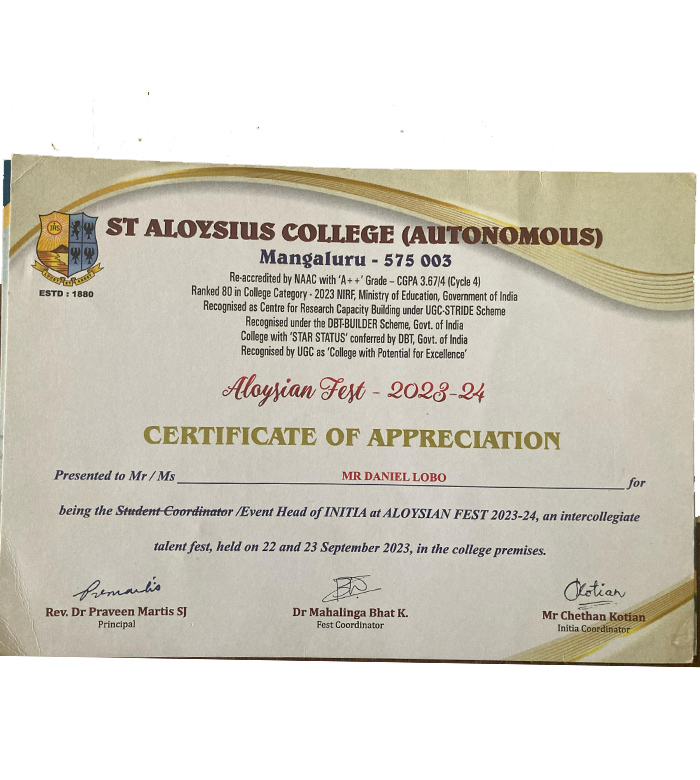 ST ALOYSIUS COLLEGE (AUTONOMOUS)
Mangaluru - 575 003
ESTD : 1880
Re-accredited by NAAC with ‘A++’ Grade – CGPA 3.67/4 (Cycle 4)
Ranked 80 in College Category - 2023 NIRF, Ministry of Education, Government of India
Recognised as Centre for Research Capacity Building under UGC-STRIDE Scheme
Recognised under the DBT-BUILDER Scheme, Govt. of India
College with ‘STAR STATUS’ conferred by DBT, Govt. of India
Recognised by UGC as ‘College with Potential for Excellence’
Aloysian Fest - 2023-24
CERTIFICATE OF APPRECIATION
Presented to Mr / Ms MR DANIEL LOBO for
being the Student Coordinator /Event Head of INITIA at ALOYSIAN FEST 2023-24, an intercollegiate
talent fest, held on 22 and 23 September 2023, in the college premises.
Rev. Dr Praveen Martis SJ
Principal
Dr Mahalinga Bhat K.
Fest Coordinator
Mr Chethan Kotian
Initia Coordinator